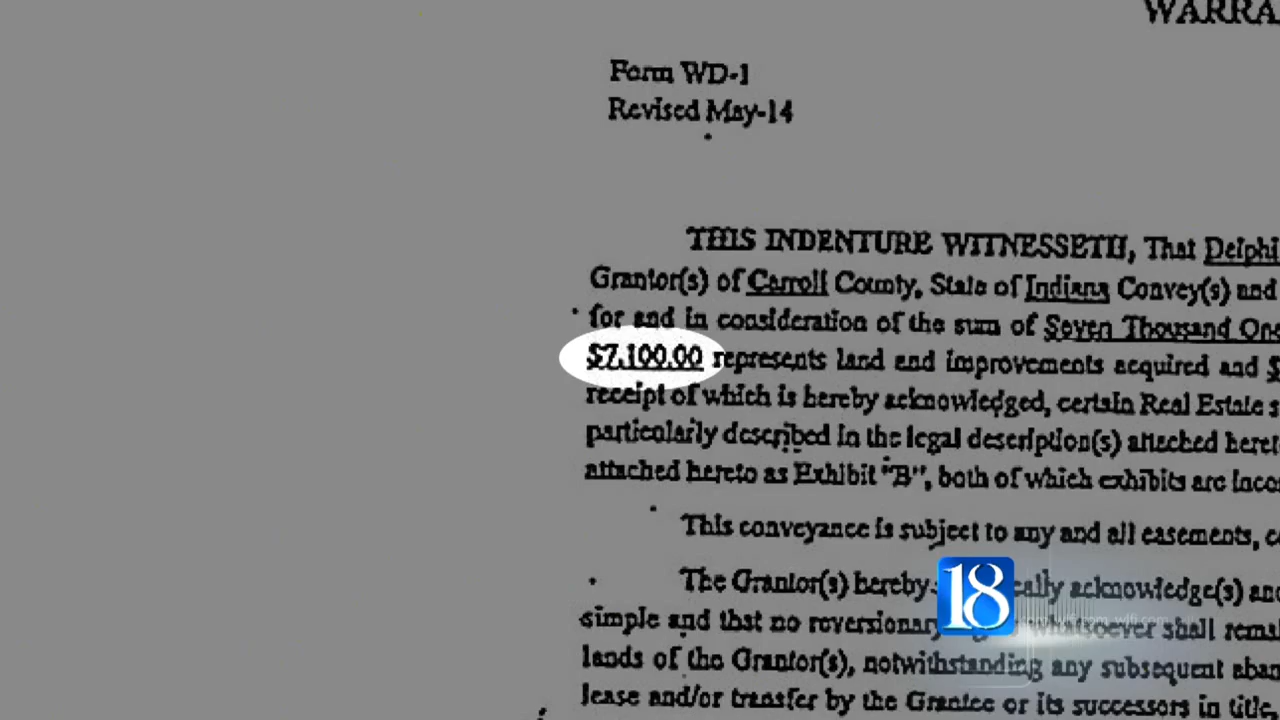 WARRA
Form WD-1
Revised May-14
THIS INDENTURE WITNESSETH, That Delphi
Grantor(s) of Carroll County, State of Indiana Convey(s) and
for and in consideration of the sum of Seven Thousand One
$7,100.00 represents land and improvements acquired and $
receipt of which is hereby acknowledged, certain Real Estate s
particularly described in the legal description(s) attached heret
attached hereto as Exhibit "B", both of which exhibits are inco
This conveyance is subject to any and all easements, c
The Grantor(s) hereby ally acknowledge(s) and
18
simple and that no reversionary whatsoever shall rema
wlfi.com
lands of the Grantor(s), notwithstanding any subsequent aban
lease and/or transfer by the Grantee or its successors in title,